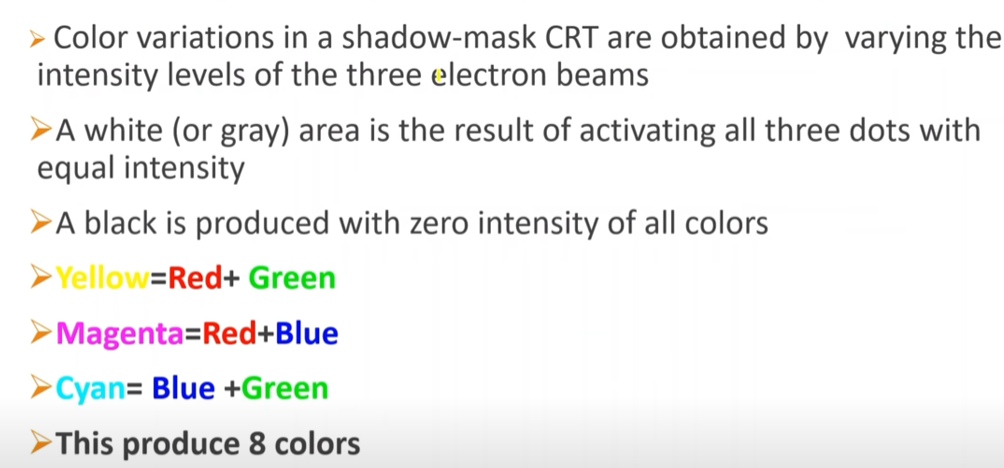 ➢ Color variations in a shadow-mask CRT are obtained by varying the
intensity levels of the three electron beams
➢A white (or gray) area is the result of activating all three dots with
equal intensity
➢A black is produced with zero intensity of all colors
➢Yellow=Red+ Green
➢Magenta=Red+Blue
➢Cyan= Blue +Green
➢This produce 8 colors